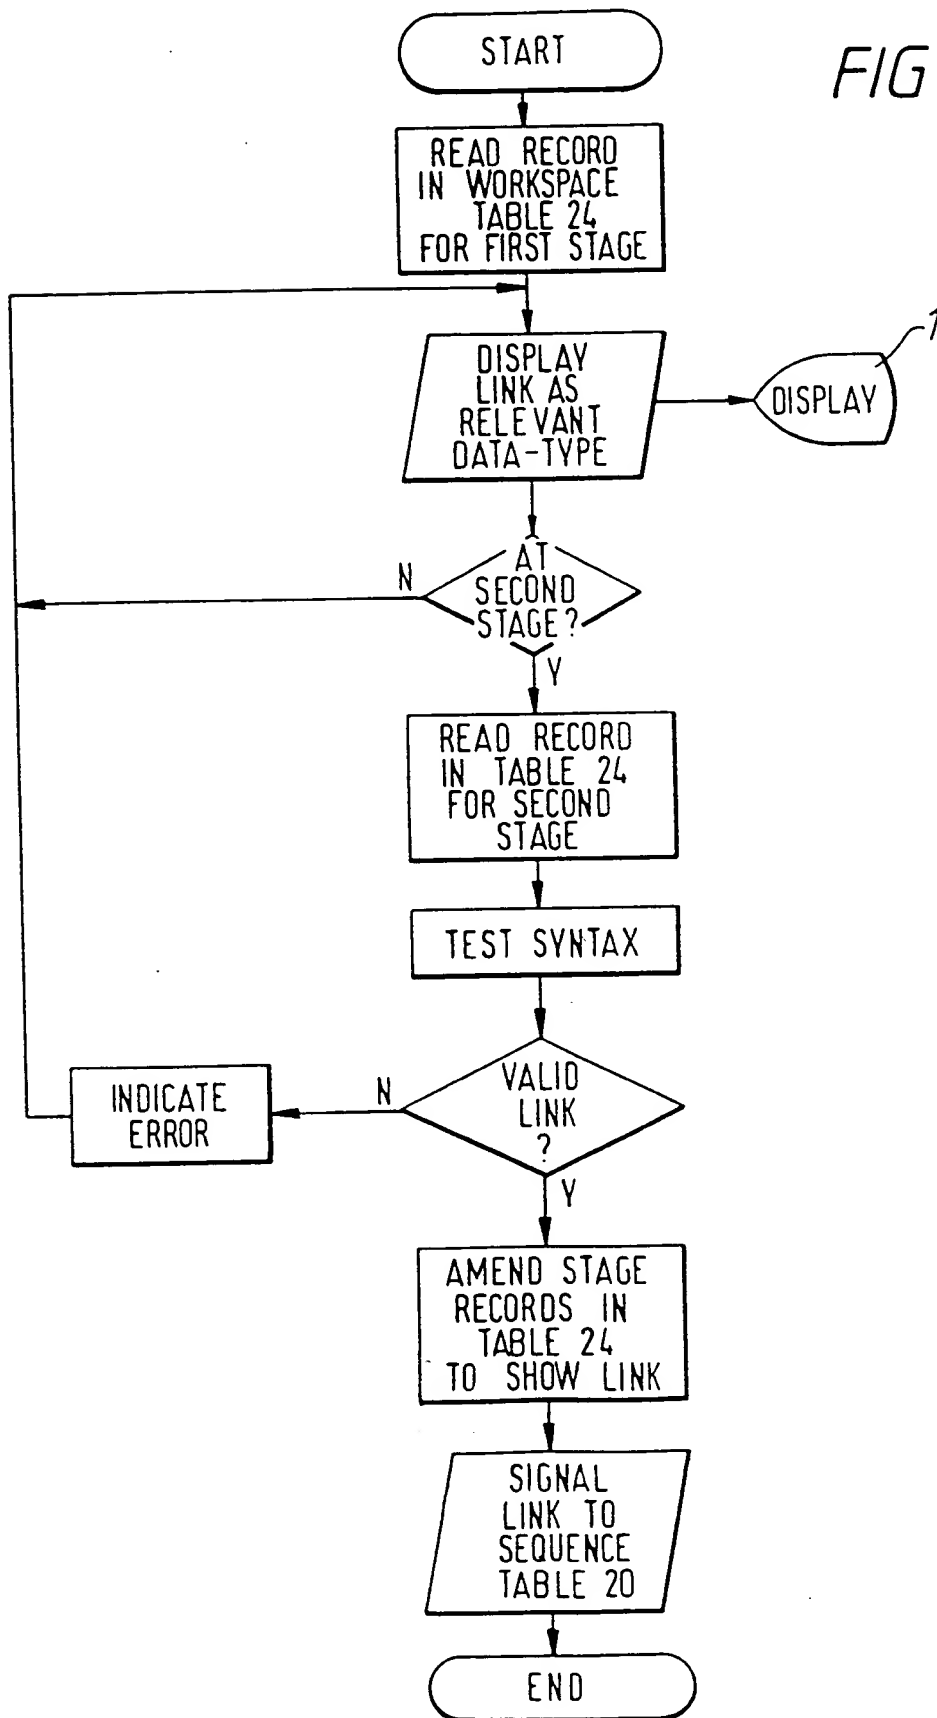 START
FIG
READ RECORD
IN WORKSPACE
TABLE 24
FOR FIRST STAGE
DISPLAY
LINK AS
RELEVANT
DATA-TYPE
1
DISPLAY
AT
SECOND
STAGE?
N
Y
READ RECORD
IN TABLE 24
FOR SECOND
STAGE
TEST SYNTAX
VALID
LINK
?
N
INDICATE
ERROR
Y
AMEND STAGE
RECORDS IN
TABLE 24
TO SHOW LINK
SIGNAL
LINK TO
SEQUENCE
TABLE 20
END